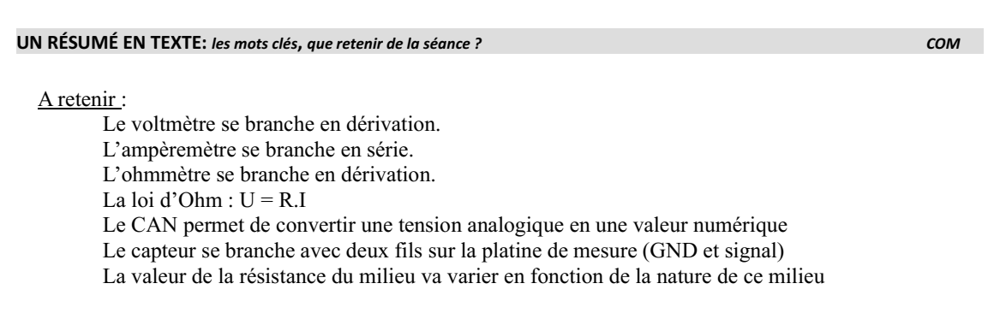 UN RÉSUMÉ EN TEXTE: les mots clés, que retenir de la séance ? COM
A retenir :
Le voltmètre se branche en dérivation.
L’ampèremètre se branche en série.
L’ohmmètre se branche en dérivation.
La loi d’Ohm : U = R.I
Le CAN permet de convertir une tension analogique en une valeur numérique
Le capteur se branche avec deux fils sur la platine de mesure (GND et signal)
La valeur de la résistance du milieu va varier en fonction de la nature de ce milieu